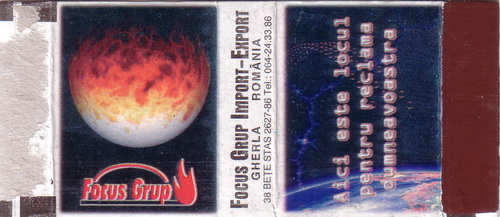 Focus Grup
FOCUS GRUP IMPORT-EXPORT
GHERLA ROMÂNIA
38 BEŢE STAS 2627-86 Tel.: 064-24.33.86
Aici este locul
pentru reclama
dumneavoastra